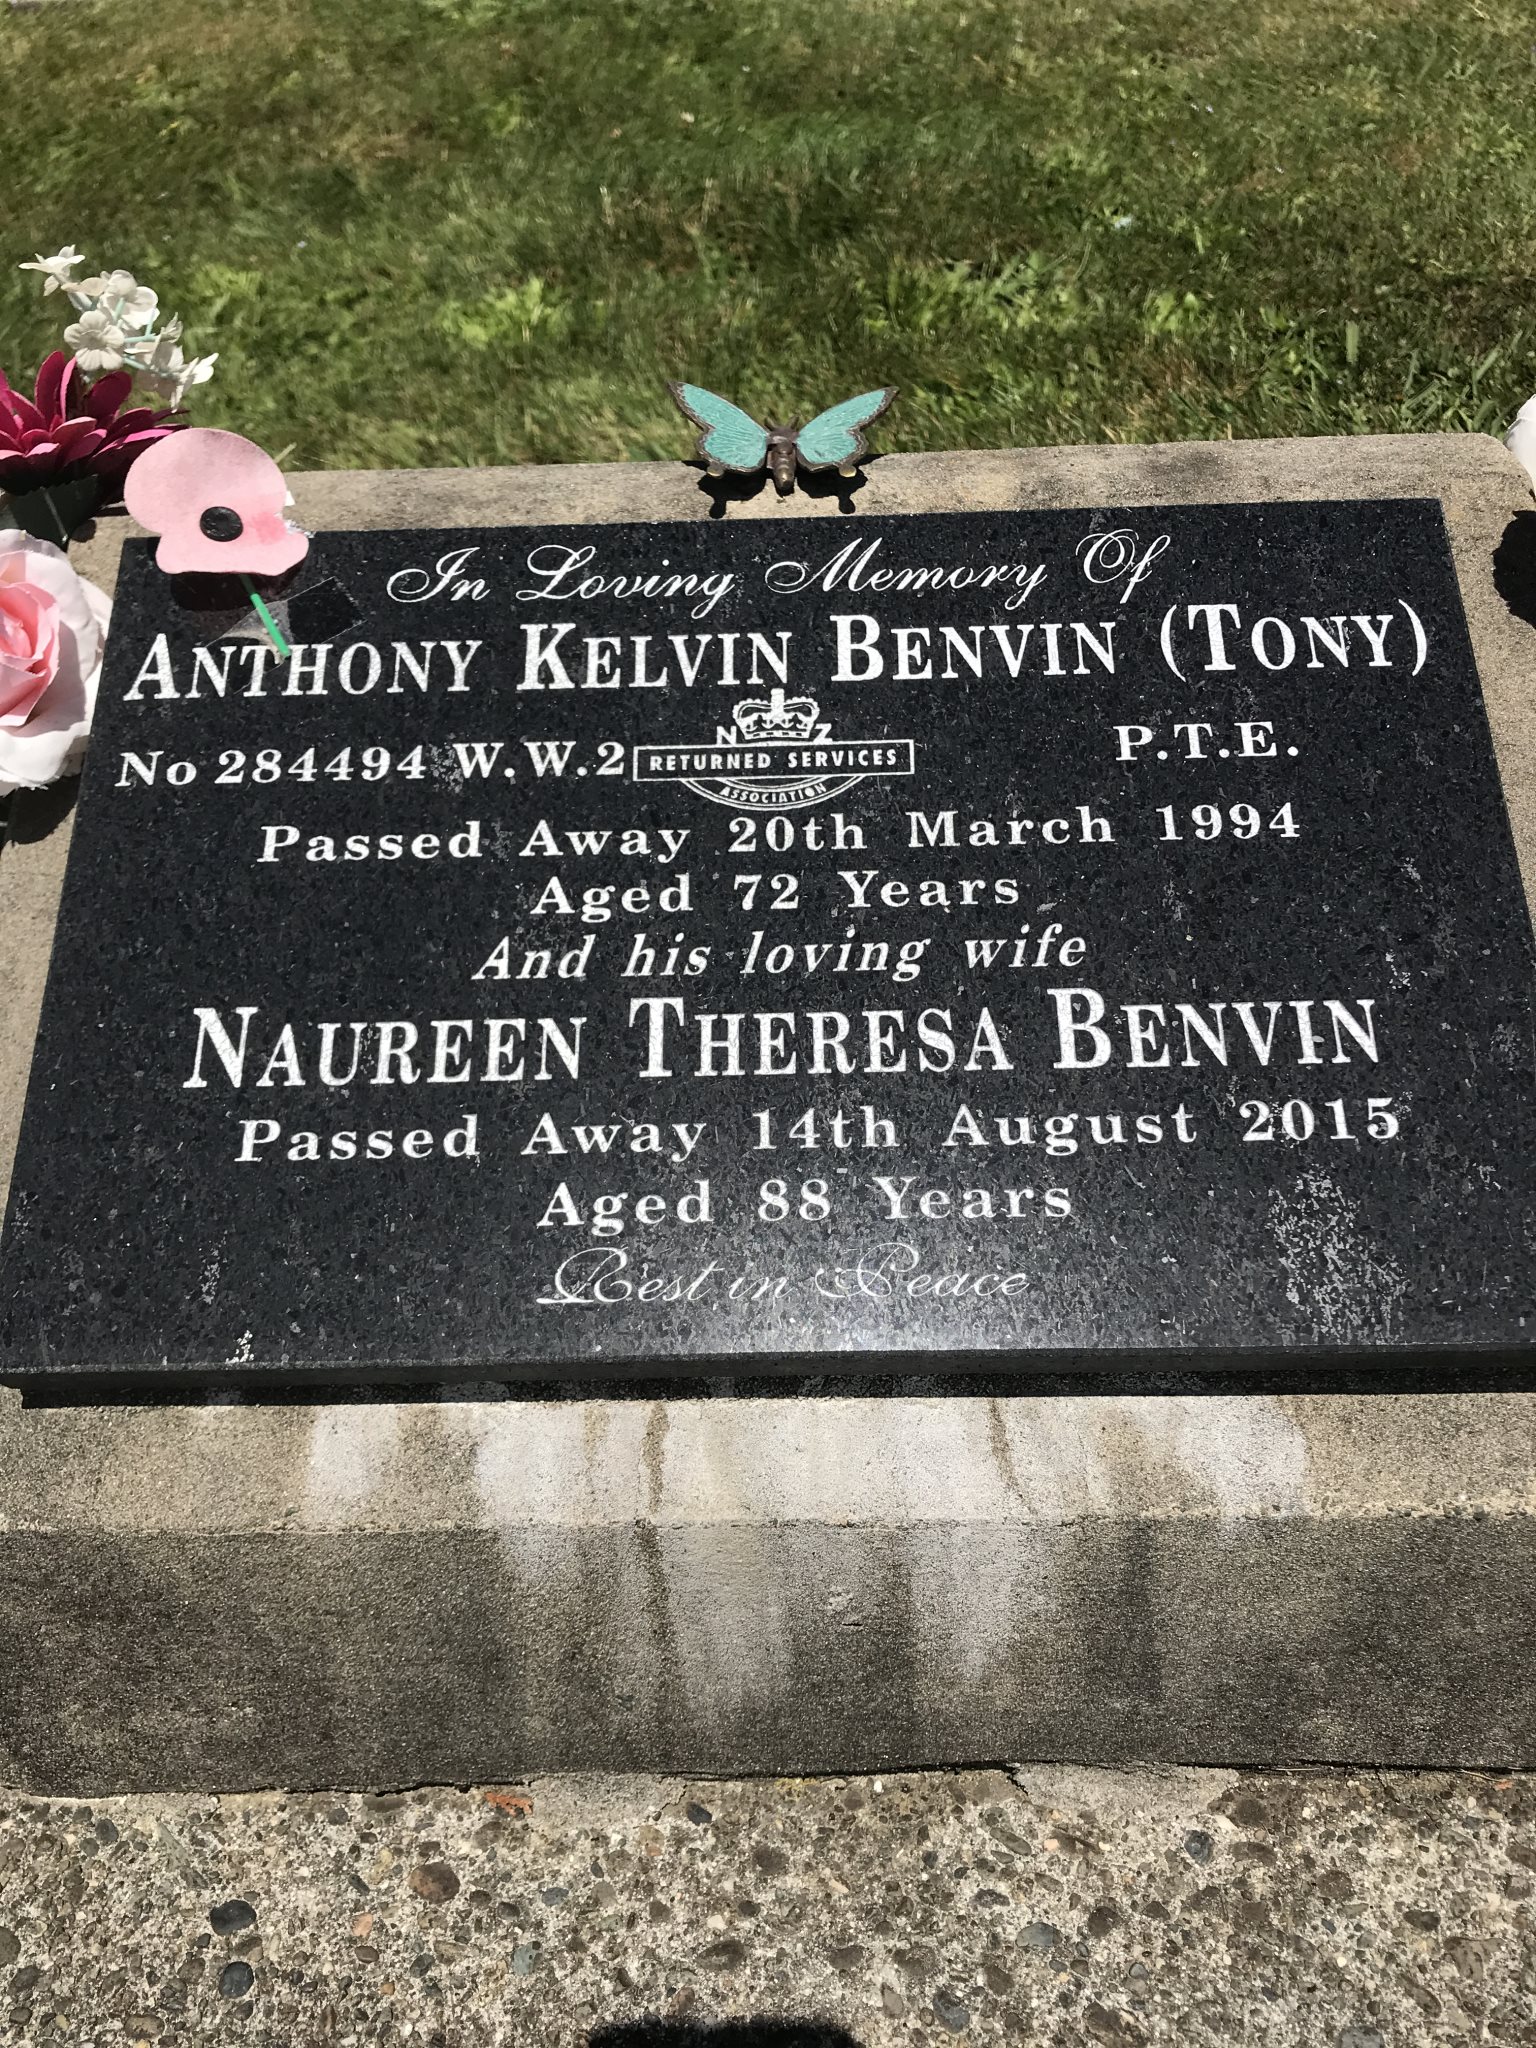 In Loving Memory Of
ANTHONY KELVIN BENVIN (TONY)
No 284494 W.W.2
N Z
RETURNED SERVICES
ASSOCIATION
P.T.E.
Passed Away 20th March 1994
Aged 72 Years
And his loving wife
NAUREEN THERESA BENVIN
Passed Away 14th August 2015
Aged 88 Years
Rest in Peace